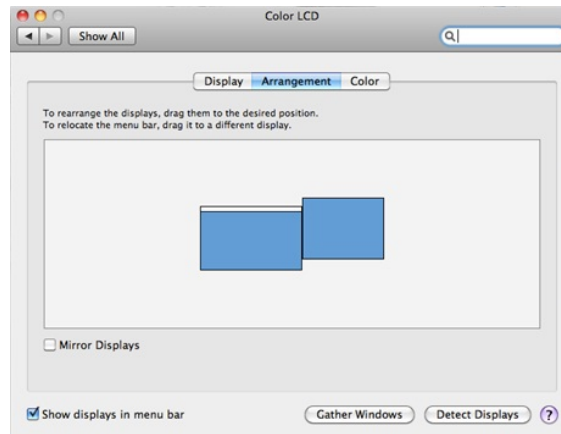 Color LCD
Show All
Display Arrangement Color
To rearrange the displays, drag them to the desired position.
To relocate the menu bar, drag it to a different display.
Mirror Displays
Show displays in menu bar Gather Windows Detect Displays ?